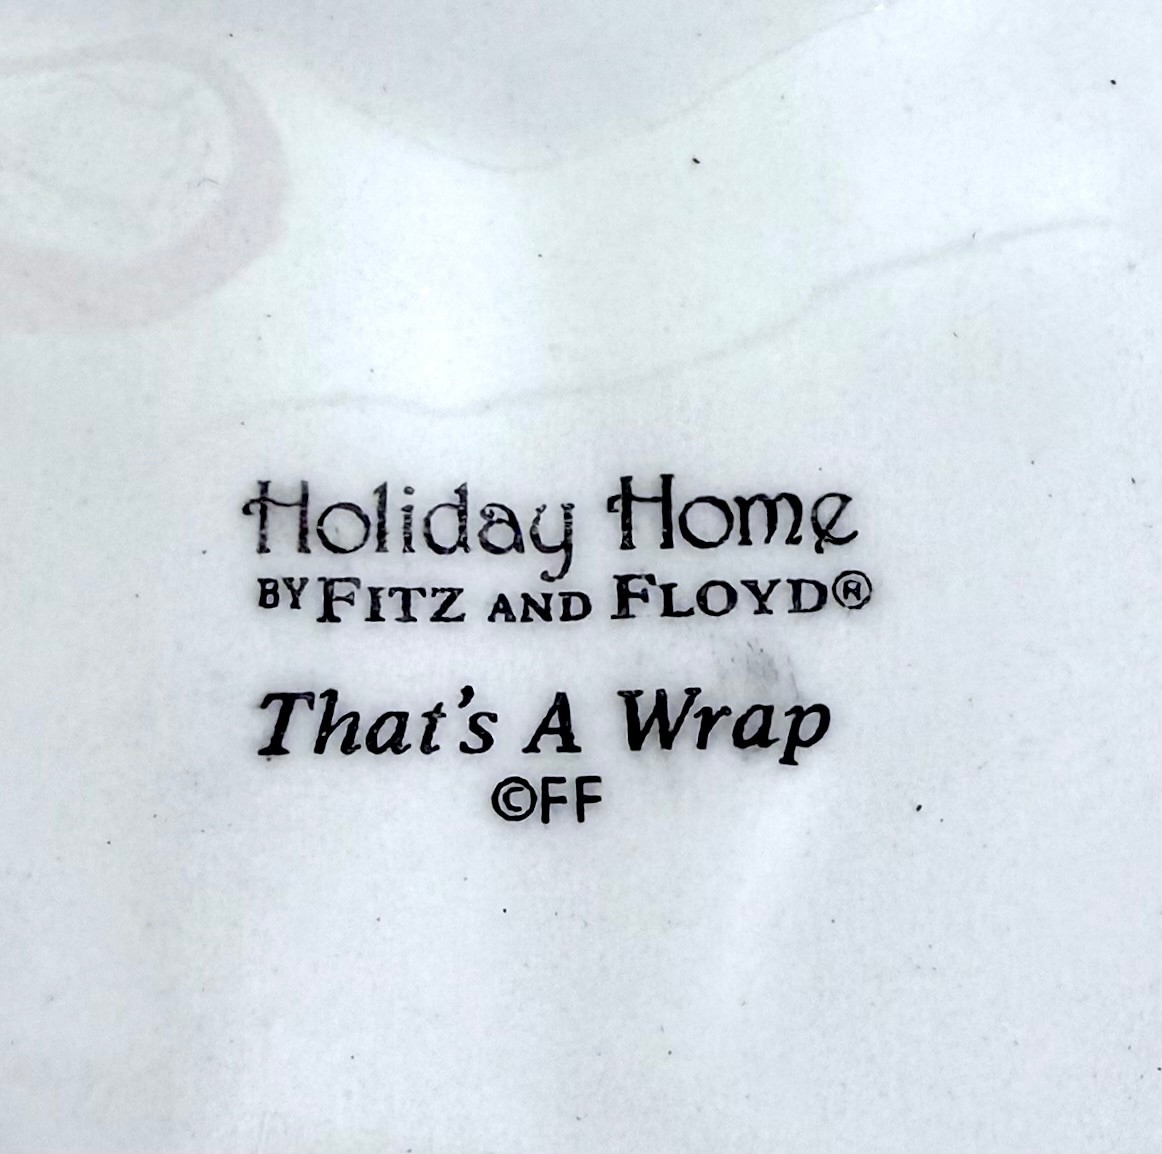 Holiday Home
BY FITZ AND FLOYD®
That's A Wrap
©FF